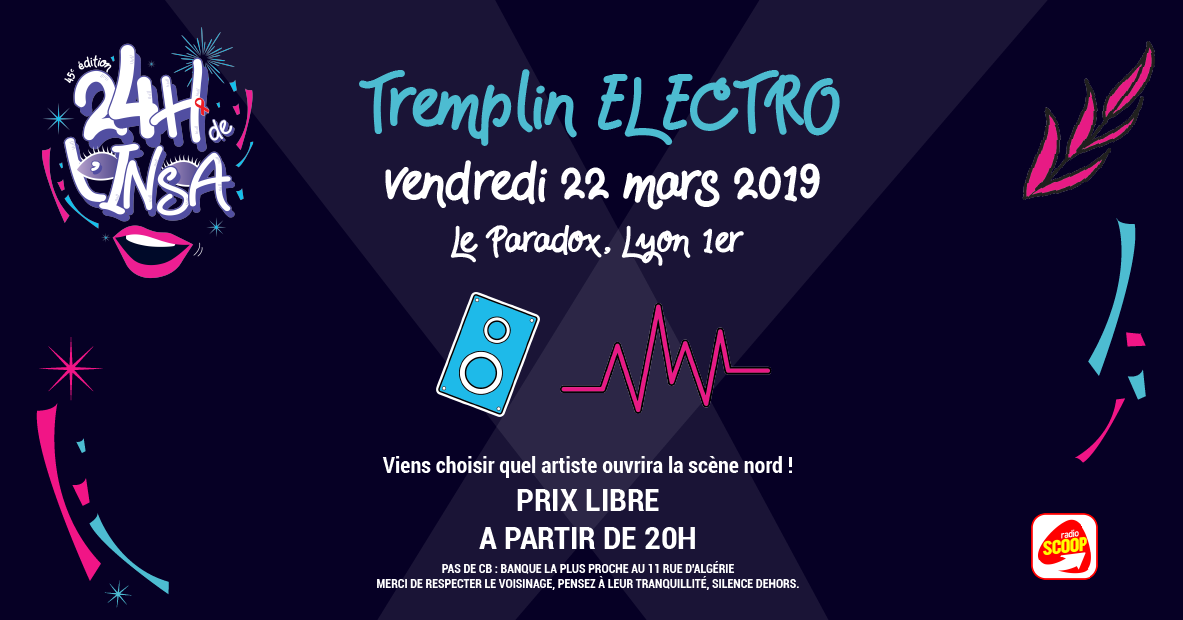 45e édition
24H de
L'INSA
Tremplin ELECTRO
vendredi 22 mars 2019
Le Paradox, Lyon 1er
Viens choisir quel artiste ouvrira la scène nord !
PRIX LIBRE
A PARTIR DE 20H
PAS DE CB : BANQUE LA PLUS PROCHE AU 11 RUE D'ALGÉRIE
MERCI DE RESPECTER LE VOISINAGE, PENSEZ À LEUR TRANQUILLITÉ, SILENCE DEHORS.
radio
SCOOP